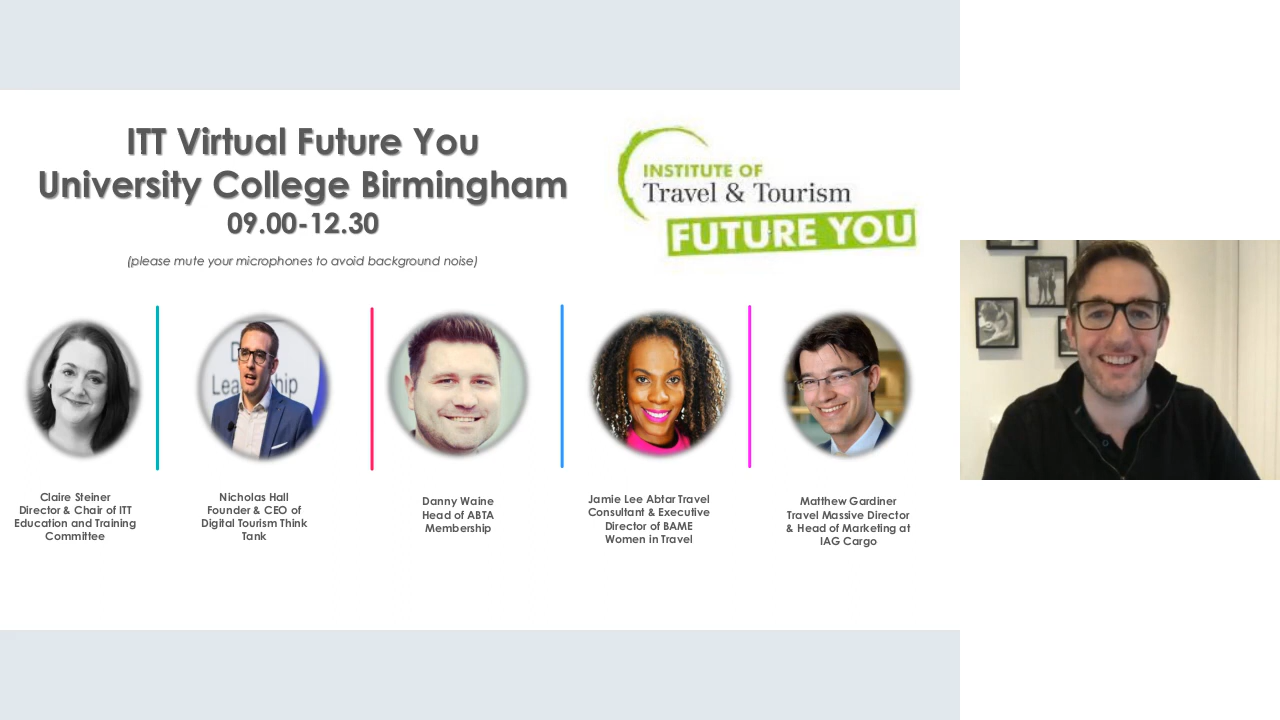 ITT Virtual Future You
University College Birmingham
09.00-12.30
(please mute your microphones to avoid background noise)
INSTITUTE OF
Travel & Tourism
FUTURE YOU
Claire Steiner
Director & Chair of ITT
Education and Training
Committee
Nicholas Hall
Founder & CEO of
Digital Tourism Think
Tank
Danny Waine
Head of ABTA
Membership
Jamie Lee Abtar Travel
Consultant & Executive
Director of BAME
Women in Travel
Matthew Gardiner
Travel Massive Director
& Head of Marketing at
IAG Cargo